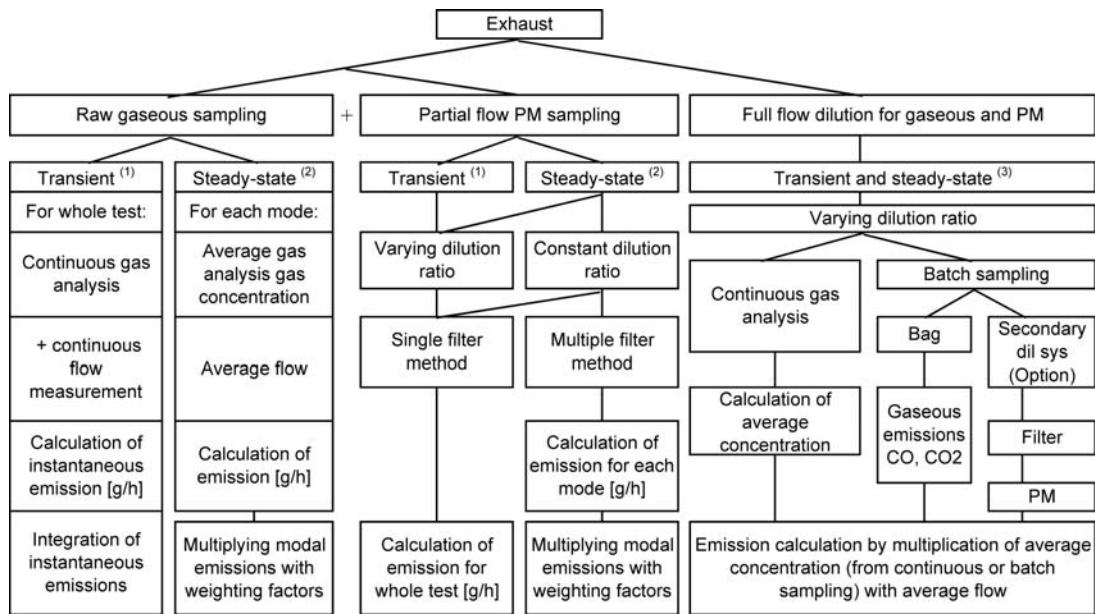 Exhaust
Raw gaseous sampling
+
Partial flow PM sampling
Full flow dilution for gaseous and PM
Transient (1)
Steady-state (2)
Transient (1)
Steady-state (2)
Transient and steady-state (3)
For whole test:
For each mode:
Varying dilution ratio
Continuous gas
analysis
Average gas
analysis gas
concentration
Varying dilution
ratio
Constant dilution
ratio
Continuous gas
analysis
Batch sampling
+ continuous
flow
measurement
Average flow
Single filter
method
Multiple filter
method
Bag
Secondary
dil sys
(Option)
Calculation of
average
concentration
Gaseous
emissions
CO, CO2
Filter
PM
Calculation of
instantaneous
emission [g/h]
Calculation of
emission [g/h]
Calculation of
emission for each
mode [g/h]
Integration of
instantaneous
emissions
Multiplying modal
emissions with
weighting factors
Calculation of
emission for
whole test [g/h]
Multiplying modal
emissions with
weighting factors
Emission calculation by multiplication of average
concentration (from continuous or batch
sampling) with average flow